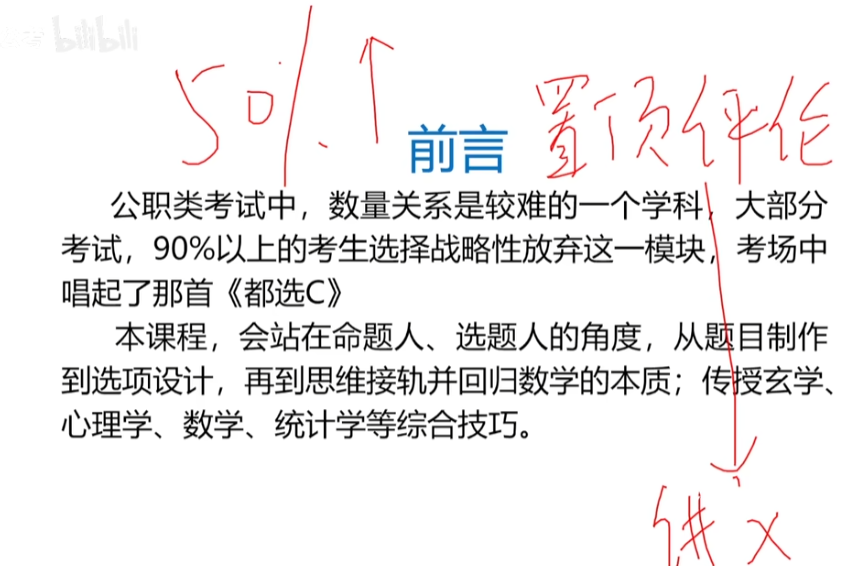 bilibili
50%↑
前言
置顶评论
公职类考试中，数量关系是较难的一个学科，大部分
考试，90%以上的考生选择战略性放弃这一模块，考场中
唱起了那首《都选C》
本课程，会站在命题人、选题人的角度，从题目制作
到选项设计，再到思维接轨并回归数学的本质；传授玄学、
心理学、数学、统计学等综合技巧。
讲义